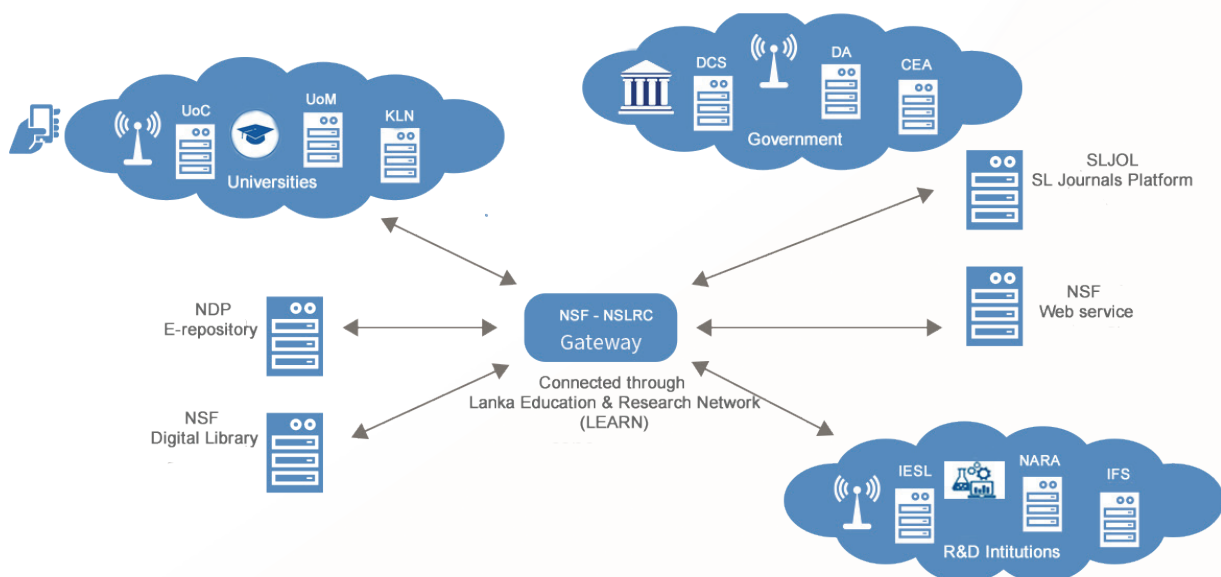 UoC
UoM
KLN
Universities
DCS
DA
CEA
Government
SLJOL
SL Journals Platform
NDP
E-repository
NSF - NSLRC
Gateway
NSF
Web service
Connected through
Lanka Education & Research Network
(LEARN)
NSF
Digital Library
IESL
NARA
IFS
R&D Intitutions